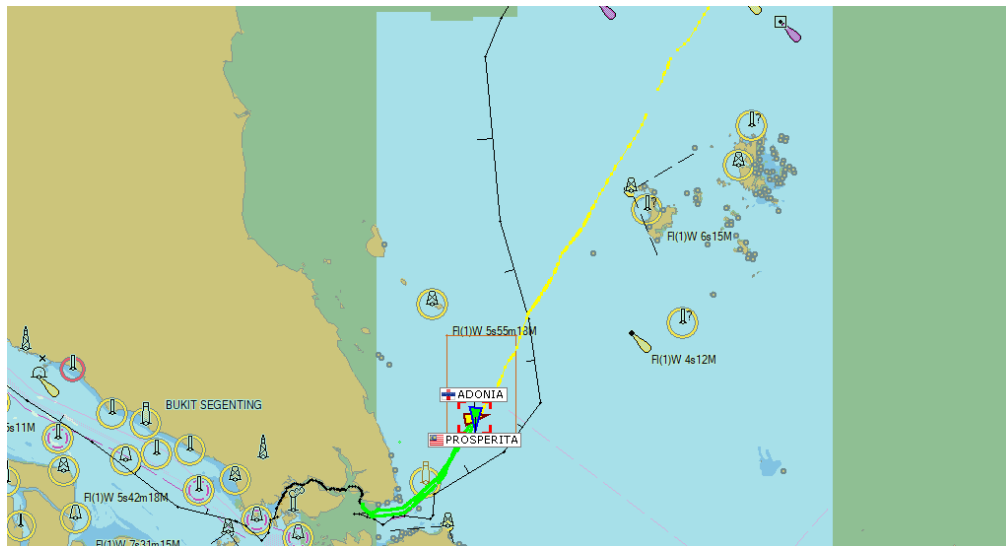 ?
?
Fl(1)W 6s15M
?
Fl(1)W 5s55m18M
Fl(1)W 4s12M
ADONIA
BUKIT SEGENTING
s11M
PROSPERITA
Fl(1)W 5s42m18M
Fl(1)W 7s31m15M